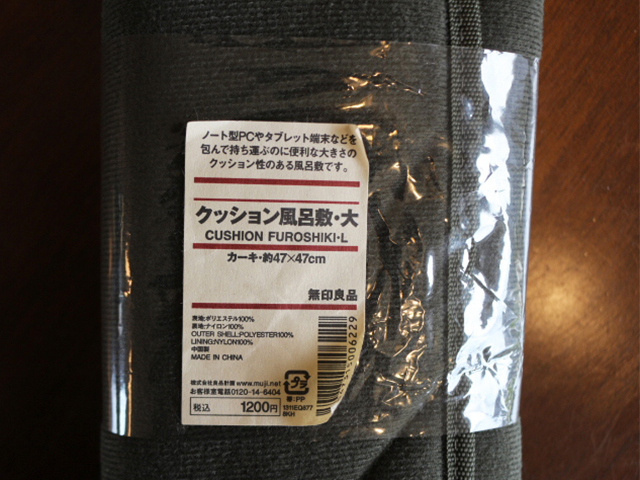 ノート型PCやタブレット端末などを
包んで持ち運ぶのに便利な大きさの
クッション性のある風呂敷です。
クッション風呂敷・大
CUSHION FUROSHIKI・L
カーキ・約47×47cm
無印良品
表地:ポリエステル100%
裏地:ナイロン100%
OUTER SHELL:POLYESTER100%
LINING:NYLON100%
中国製
MADE IN CHINA
株式会社良品計画 www.muji.net
お客様室電話0120-14-6404
税込 1200円
プラ
巻:PP
1311EQ877
BKH